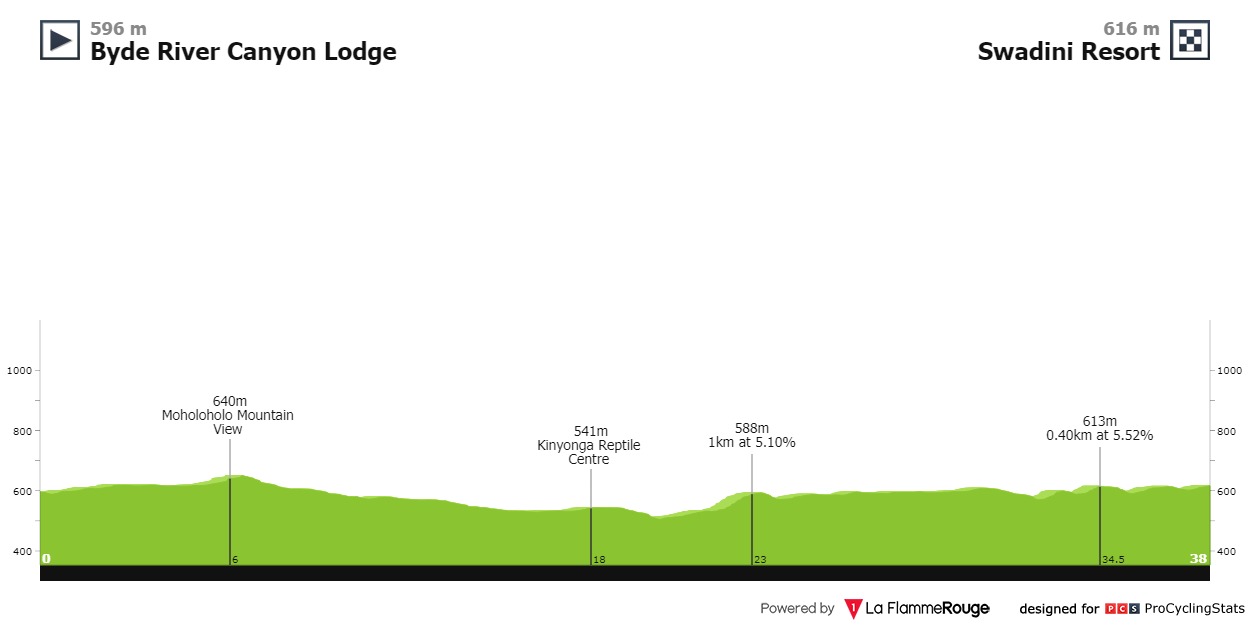 596 m
Byde River Canyon Lodge
616 m
Swadini Resort
1000
800
600
400
1000
800
600
400
640m
Moholoholo Mountain
View
541m
Kinyonga Reptile
Centre
588m
1km at 5.10%
613m
0.40km at 5.52%
0
6
18
23
34.5
38
Powered by La FlammeRouge designed for PCS ProCyclingStats